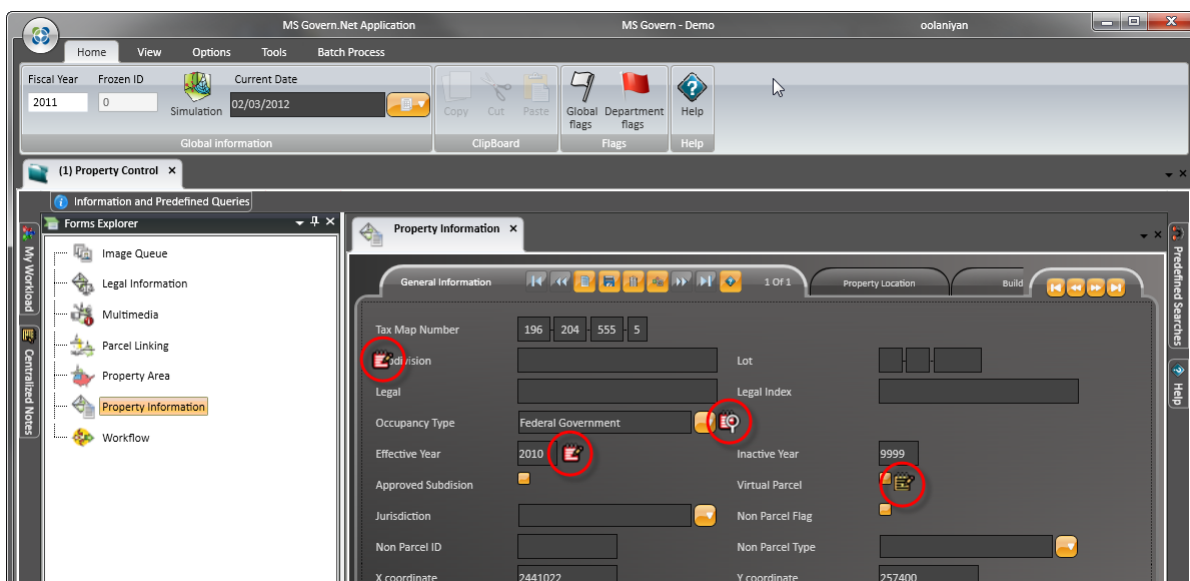 MS Govern.Net Application MS Govern - Demo oolaniyan
Home View Options Tools Batch Process
Fiscal Year Frozen ID Current Date
2011 0 Simulation 02/03/2012 Copy Cut Paste Global flags Department flags Help
Global information ClipBoard Flags Help
(1) Property Control
Information and Predefined Queries
My Workload
Centralized Notes
Forms Explorer
Image Queue
Legal Information
Multimedia
Parcel Linking
Property Area
Property Information
Workflow
Property Information
General Information 1 Of 1 Property Location Build
Tax Map Number 196 - 204 - 555 - 5
division Lot - -
Legal Legal Index
Occupancy Type Federal Government
Effective Year 2010 Inactive Year 9999
Approved Subdision Virtual Parcel
Jurisdiction Non Parcel Flag
Non Parcel ID Non Parcel Type
X coordinate 2441022 Y coordinate 257400
Predefined Searches
Help